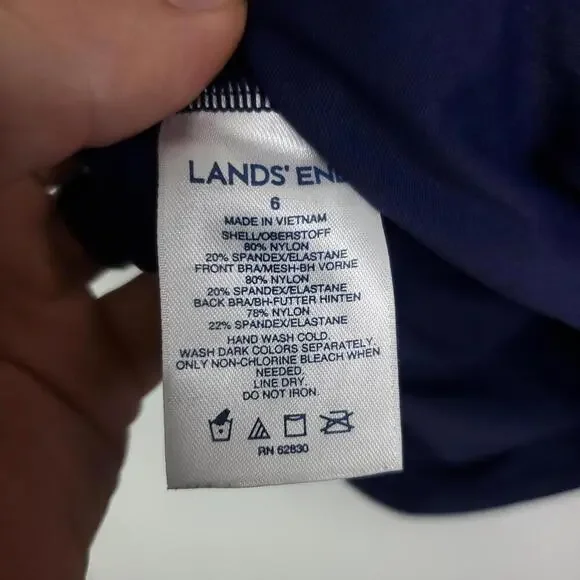 LANDS' EN
6
MADE IN VIETNAM
SHELL/OBERSTOFF
80% NYLON
20% SPANDEX/ELASTANE
FRONT BRA/MESH-BH VORNE
80% NYLON
20% SPANDEX/ELASTANE
BACK BRA/BH-FUTTER HINTEN
78% NYLON
22% SPANDEX/ELASTANE
HAND WASH COLD.
WASH DARK COLORS SEPARATELY.
ONLY NON-CHLORINE BLEACH WHEN
NEEDED.
LINE DRY.
DO NOT IRON.
RN 62830